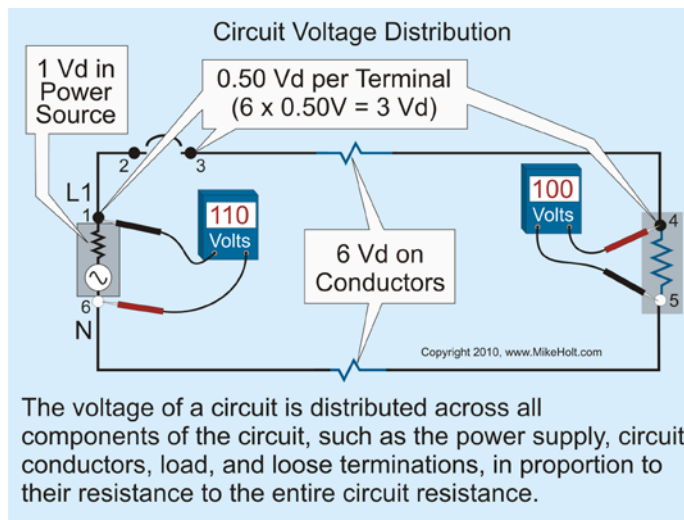 Circuit Voltage Distribution
1 Vd in
Power
Source
0.50 Vd per Terminal
(6 x 0.50V = 3 Vd)
2
3
L1
1
110
Volts
100
Volts
4
6 Vd on
Conductors
6
N
5
Copyright 2010, www.MikeHolt.com
The voltage of a circuit is distributed across all
components of the circuit, such as the power supply, circuit
conductors, load, and loose terminations, in proportion to
their resistance to the entire circuit resistance.